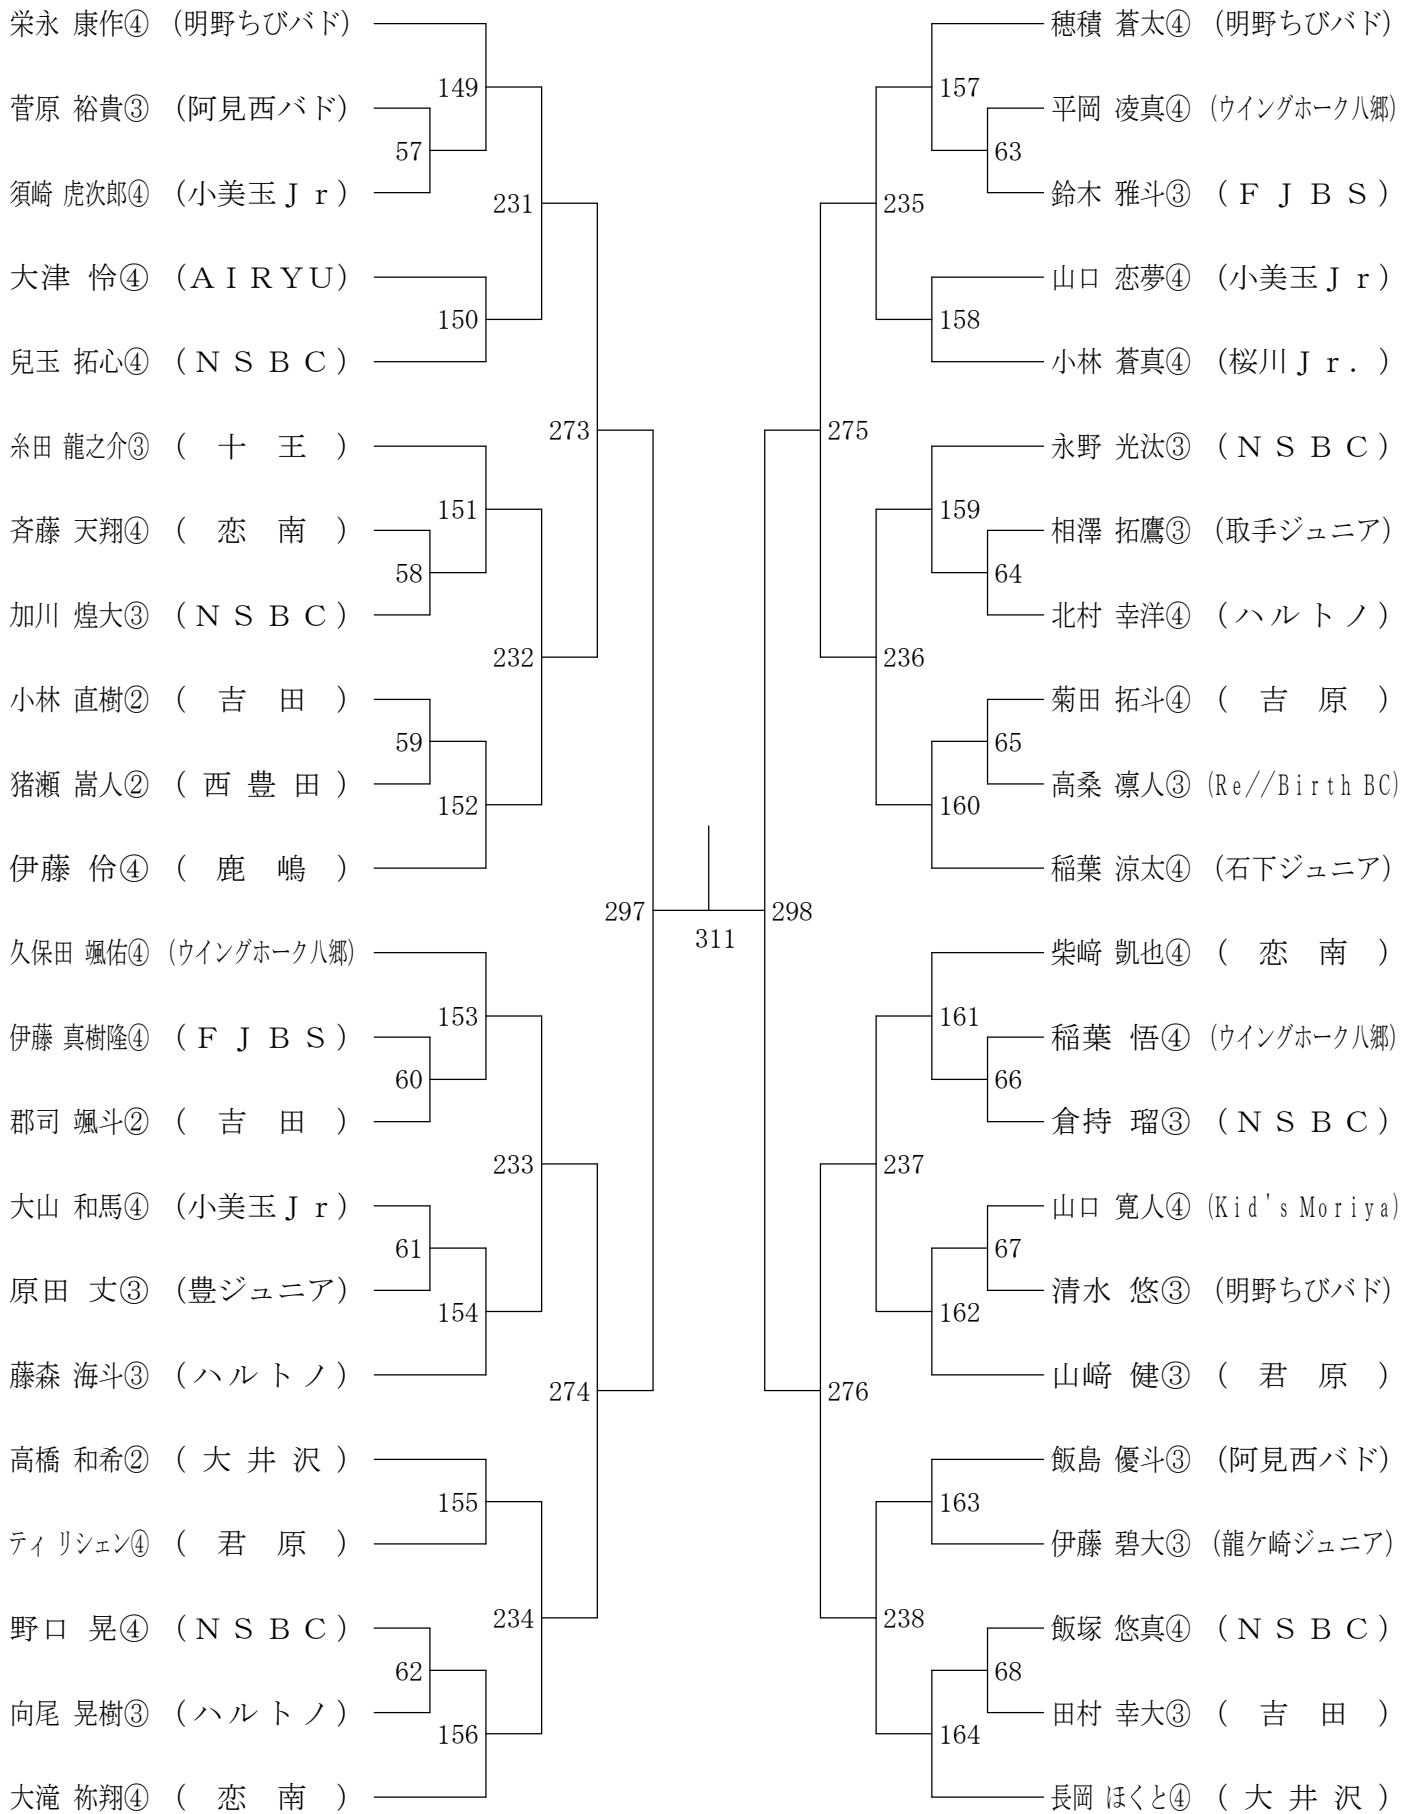 栄永 康作④ (明野ちびバド)
149
菅原 裕貴③ (阿見西バド)
57
須崎 虎次郎④ (小美玉Ｊｒ)
231
大津 怜④ (ＡＩＲＹＵ)
150
兒玉 拓心④ (ＮＳＢＣ)
273
糸田 龍之介③ (十王)
151
斉藤 天翔④ (恋南)
58
加川 煌大③ (ＮＳＢＣ)
232
小林 直樹② (吉田)
59
猪瀬 嵩人② (西豊田)
152
伊藤 伶④ (鹿嶋)
297
久保田 颯佑④ (ウイングホーク八郷)
153
伊藤 真樹隆④ (ＦＪＢＳ)
60
郡司 颯斗② (吉田)
233
大山 和馬④ (小美玉Ｊｒ)
61
原田 丈③ (豊ジュニア)
154
藤森 海斗③ (ハルトノ)
274
高橋 和希② (大井沢)
155
ティ リシェン④ (君原)
234
野口 晃④ (ＮＳＢＣ)
62
向尾 晃樹③ (ハルトノ)
156
大滝 祢翔④ (恋南)
311
穂積 蒼太④ (明野ちびバド)
157
平岡 凌真④ (ウイングホーク八郷)
63
鈴木 雅斗③ (ＦＪＢＳ)
235
山口 恋夢④ (小美玉Ｊｒ)
158
小林 蒼真④ (桜川Ｊｒ．)
275
永野 光汰③ (ＮＳＢＣ)
159
相澤 拓鷹③ (取手ジュニア)
64
北村 幸洋④ (ハルトノ)
236
菊田 拓斗④ (吉原)
65
高桑 凛人③ (Re//Birth BC)
160
稲葉 涼太④ (石下ジュニア)
298
柴﨑 凱也④ (恋南)
161
稲葉 悟④ (ウイングホーク八郷)
66
倉持 瑠③ (ＮＳＢＣ)
237
山口 寛人④ (Kid's Moriya)
67
清水 悠③ (明野ちびバド)
162
山﨑 健③ (君原)
276
飯島 優斗③ (阿見西バド)
163
伊藤 碧大③ (龍ケ崎ジュニア)
238
飯塚 悠真④ (ＮＳＢＣ)
68
田村 幸大③ (吉田)
164
長岡 ほくと④ (大井沢)